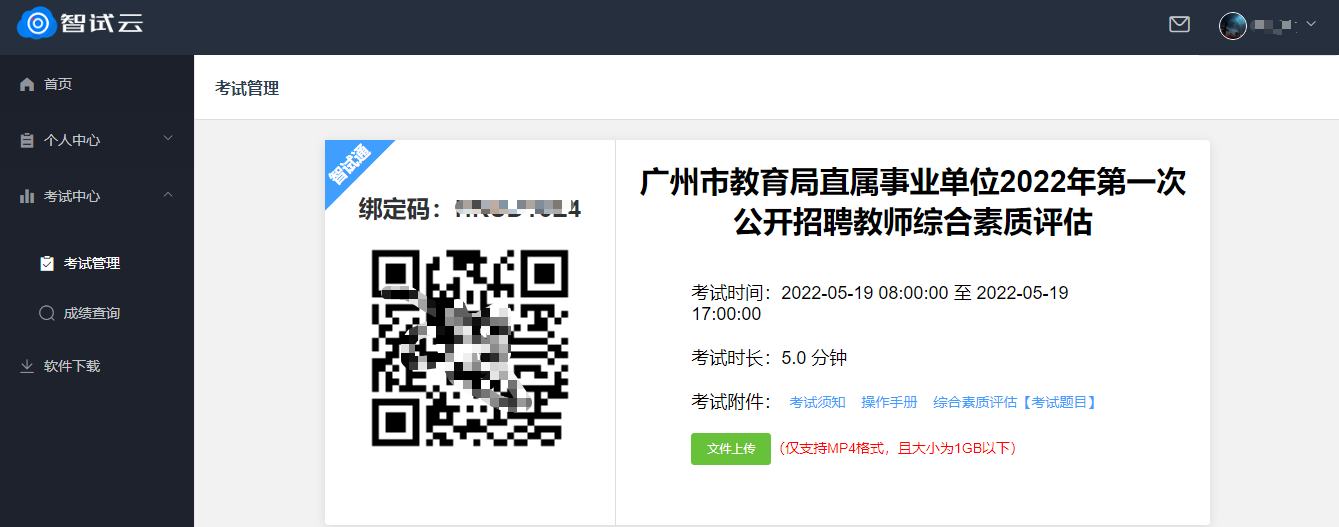 智试云
首页
个人中心
考试中心
考试管理
成绩查询
软件下载
考试管理
智试通
绑定码：
广州市教育局直属事业单位2022年第一次
公开招聘教师综合素质评估
考试时间：2022-05-19 08:00:00 至 2022-05-19
17:00:00
考试时长：5.0 分钟
考试附件： 考试须知 操作手册 综合素质评估【考试题目】
文件上传 （仅支持MP4格式，且大小为1GB以下）